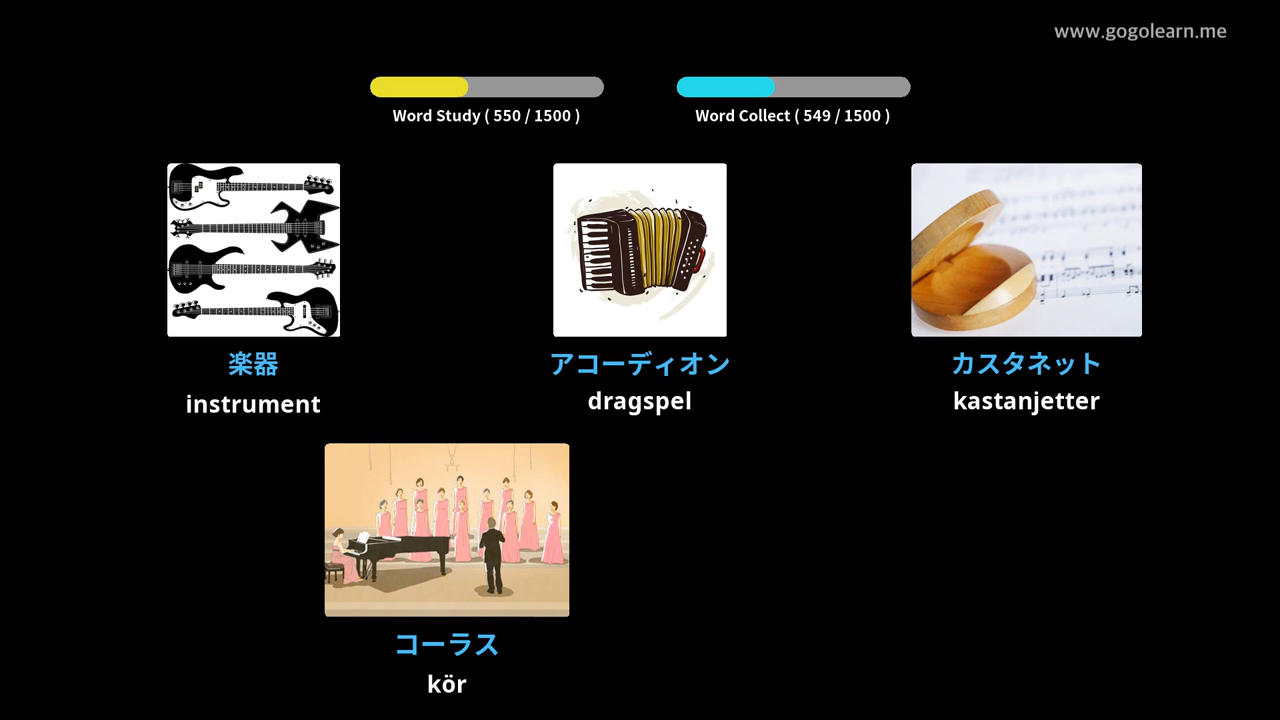 www.gogolearn.me
Word Study ( 550 / 1500 )
Word Collect ( 549 / 1500 )
楽器
アコーディオン
カスタネット
instrument
dragspel
kastanjetter
コーラス
kör